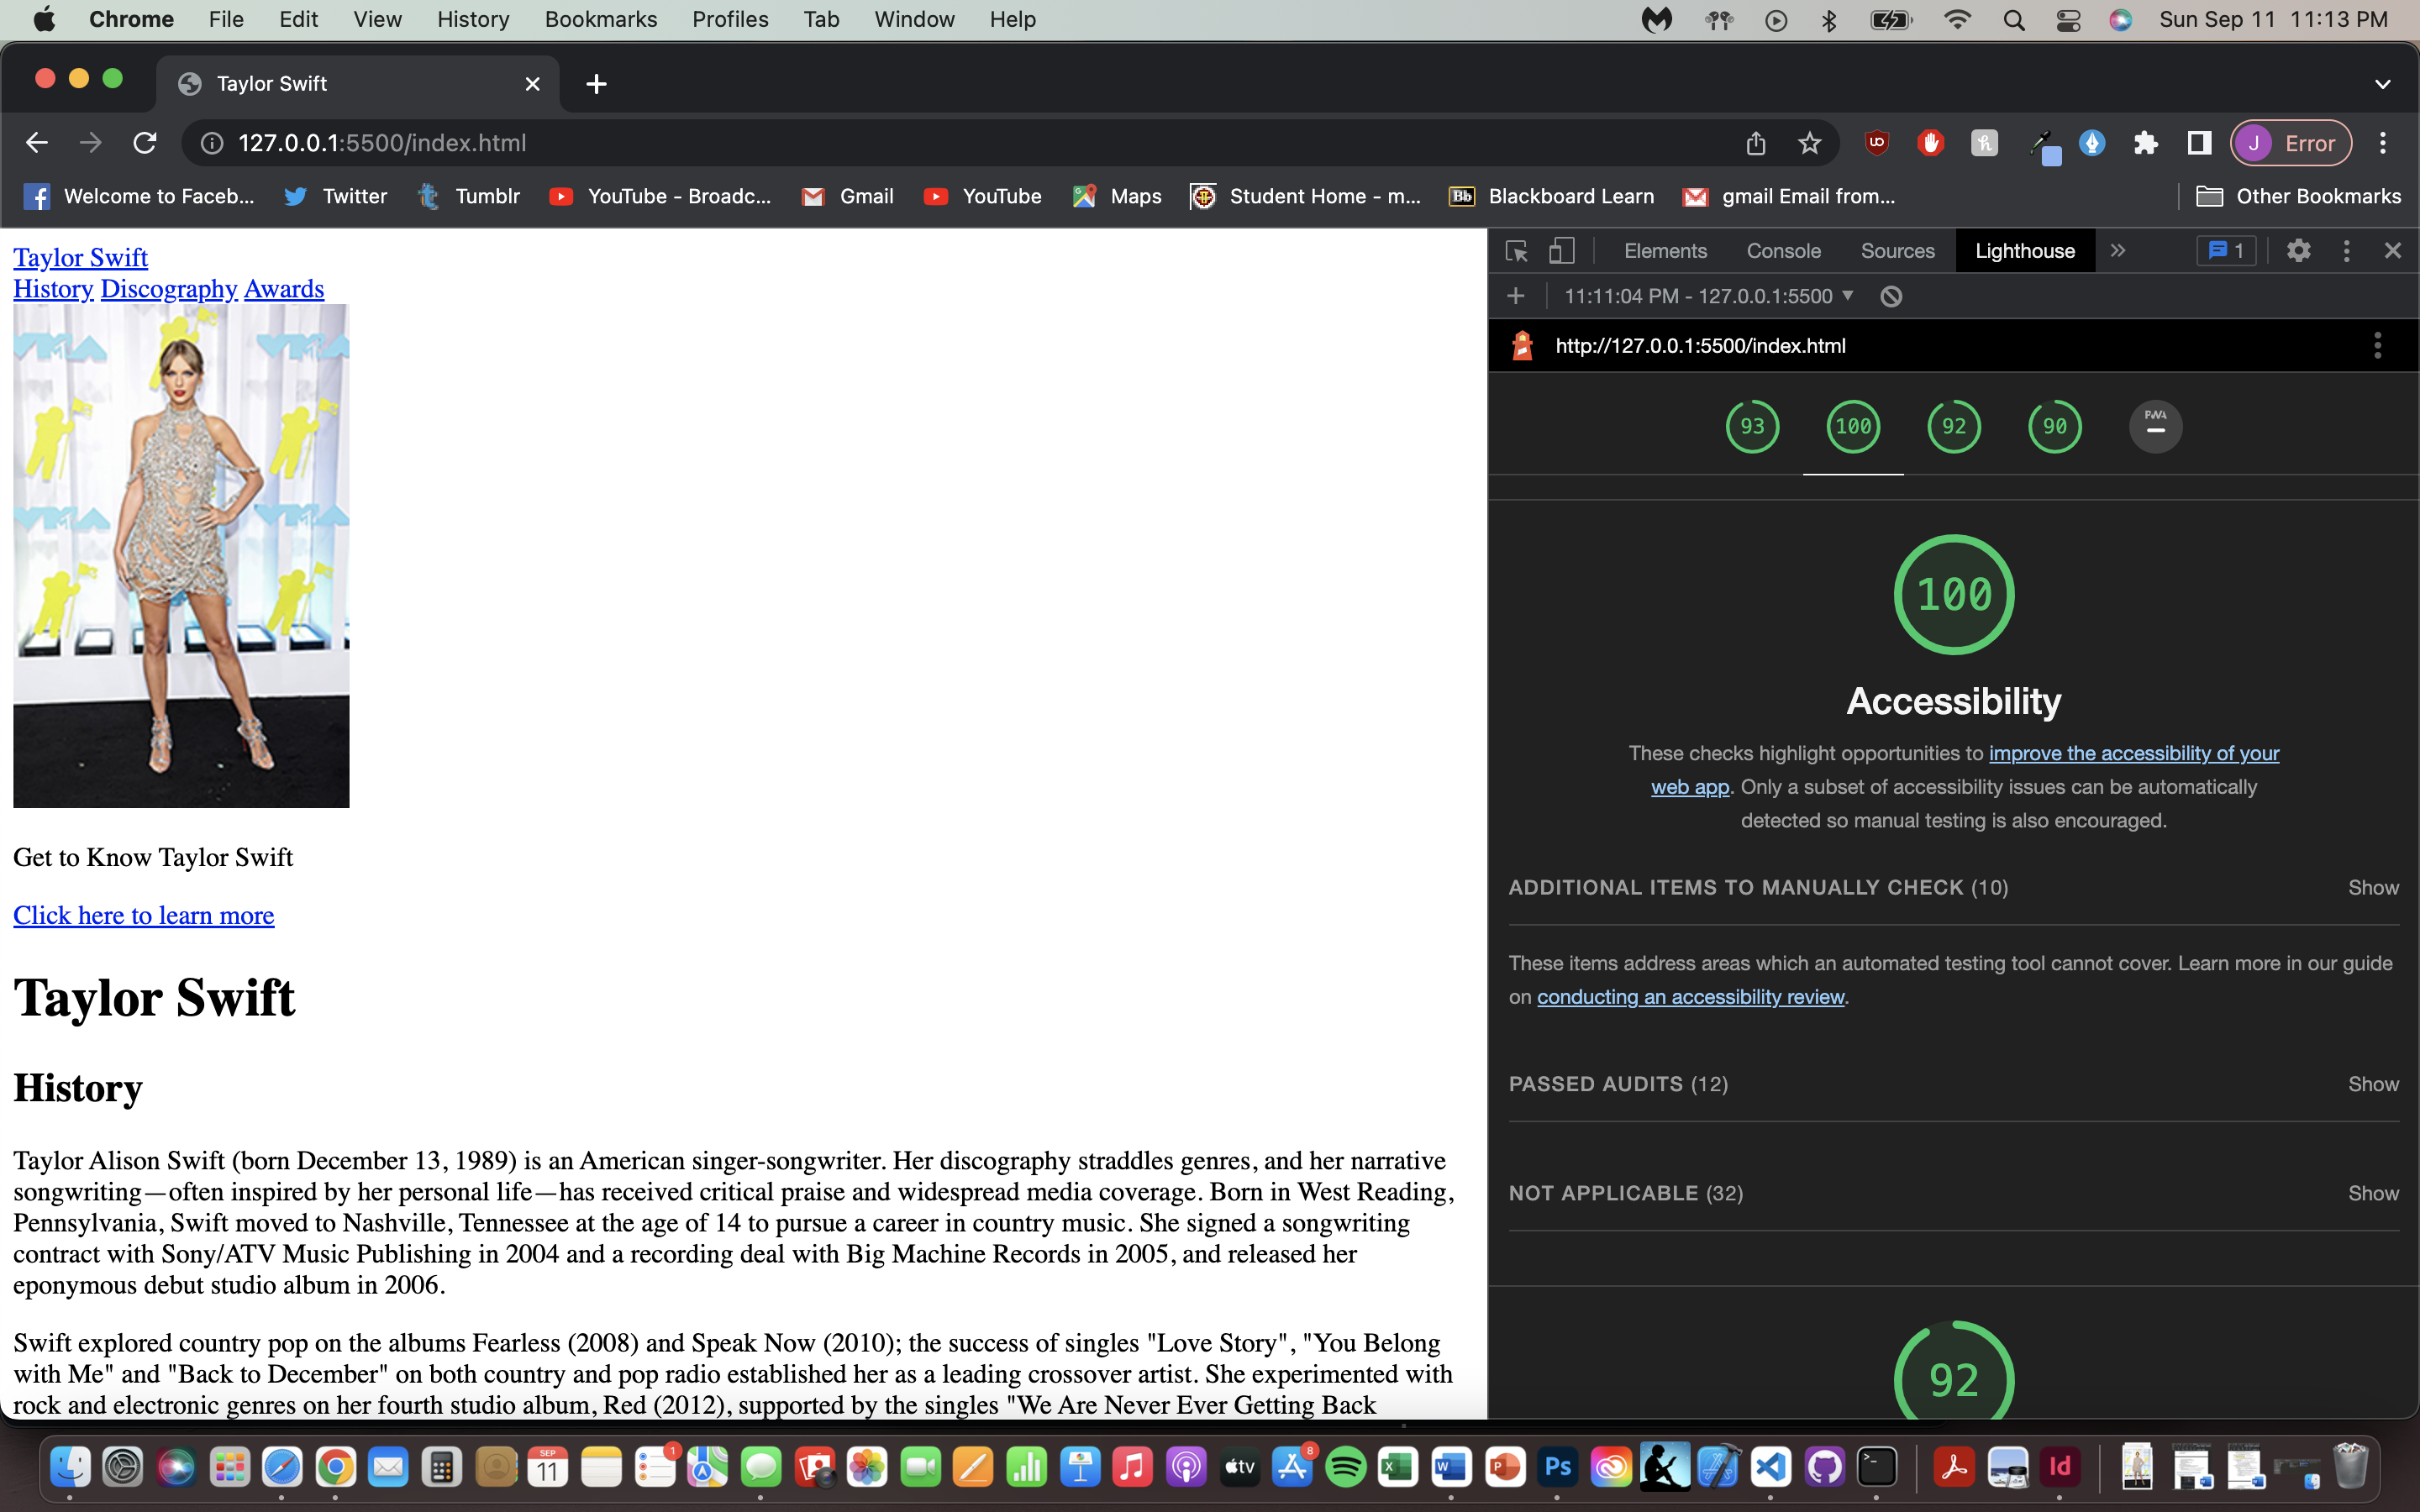 Chrome File Edit View History Bookmarks Profiles Tab Window Help Sun Sep 11 11:13 PM
Taylor Swift
127.0.0.1:5500/index.html J Error
Welcome to Faceb... Twitter Tumblr YouTube - Broadc... Gmail YouTube Maps Student Home - m... Blackboard Learn gmail Email from... Other Bookmarks
Taylor Swift
History Discography Awards
VMA VMA
VMA VMA
Get to Know Taylor Swift
Click here to learn more
Taylor Swift
History
Taylor Alison Swift (born December 13, 1989) is an American singer-songwriter. Her discography straddles genres, and her narrative
songwriting—often inspired by her personal life—has received critical praise and widespread media coverage. Born in West Reading,
Pennsylvania, Swift moved to Nashville, Tennessee at the age of 14 to pursue a career in country music. She signed a songwriting
contract with Sony/ATV Music Publishing in 2004 and a recording deal with Big Machine Records in 2005, and released her
eponymous debut studio album in 2006.
Swift explored country pop on the albums Fearless (2008) and Speak Now (2010); the success of singles "Love Story", "You Belong
with Me" and "Back to December" on both country and pop radio established her as a leading crossover artist. She experimented with
rock and electronic genres on her fourth studio album, Red (2012), supported by the singles "We Are Never Ever Getting Back
Elements Console Sources Lighthouse 1
11:11:04 PM - 127.0.0.1:5500
http://127.0.0.1:5500/index.html
93 100 92 90 PWA
100
Accessibility
These checks highlight opportunities to improve the accessibility of your
web app. Only a subset of accessibility issues can be automatically
detected so manual testing is also encouraged.
ADDITIONAL ITEMS TO MANUALLY CHECK (10) Show
These items address areas which an automated testing tool cannot cover. Learn more in our guide
on conducting an accessibility review.
PASSED AUDITS (12) Show
NOT APPLICABLE (32) Show
92
SEP 11 1 tv 8 X W P Ps Id